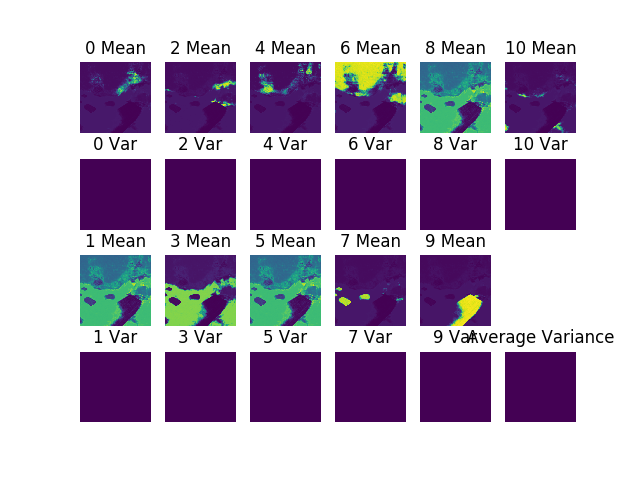 0 Mean 2 Mean 4 Mean 6 Mean 8 Mean 10 Mean
0 Var 2 Var 4 Var 6 Var 8 Var 10 Var
1 Mean 3 Mean 5 Mean 7 Mean 9 Mean
1 Var 3 Var 5 Var 7 Var 9 Var Average Variance